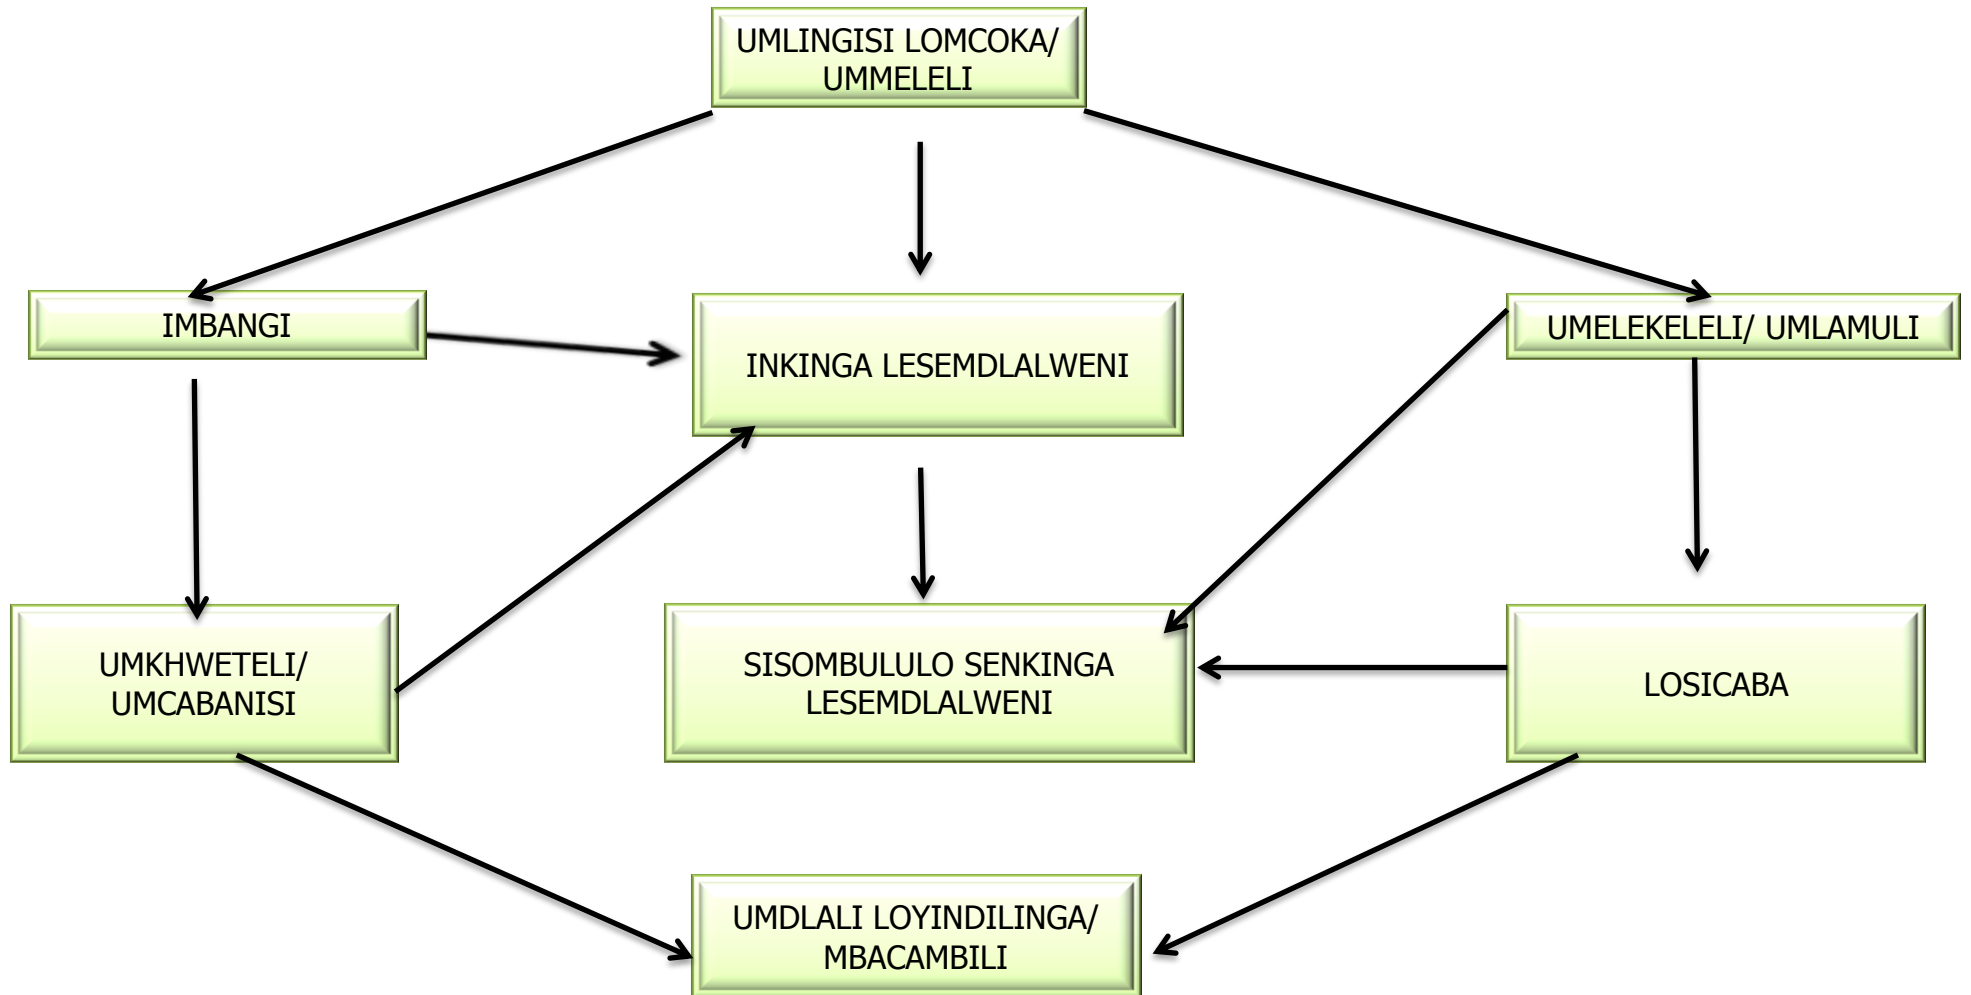 UMLINGISI LOMCOKA/
UMMELELI
IMBANGI
INKINGA LESEMDLALWENI
UMELEKELELI/ UMLAMULI
UMKHWETELI/
UMCABANISI
SISOMBULULO SENKINGA
LESEMDLALWENI
LOSICABA
UMDLALI LOYINDILINGA/
MBACAMBILI